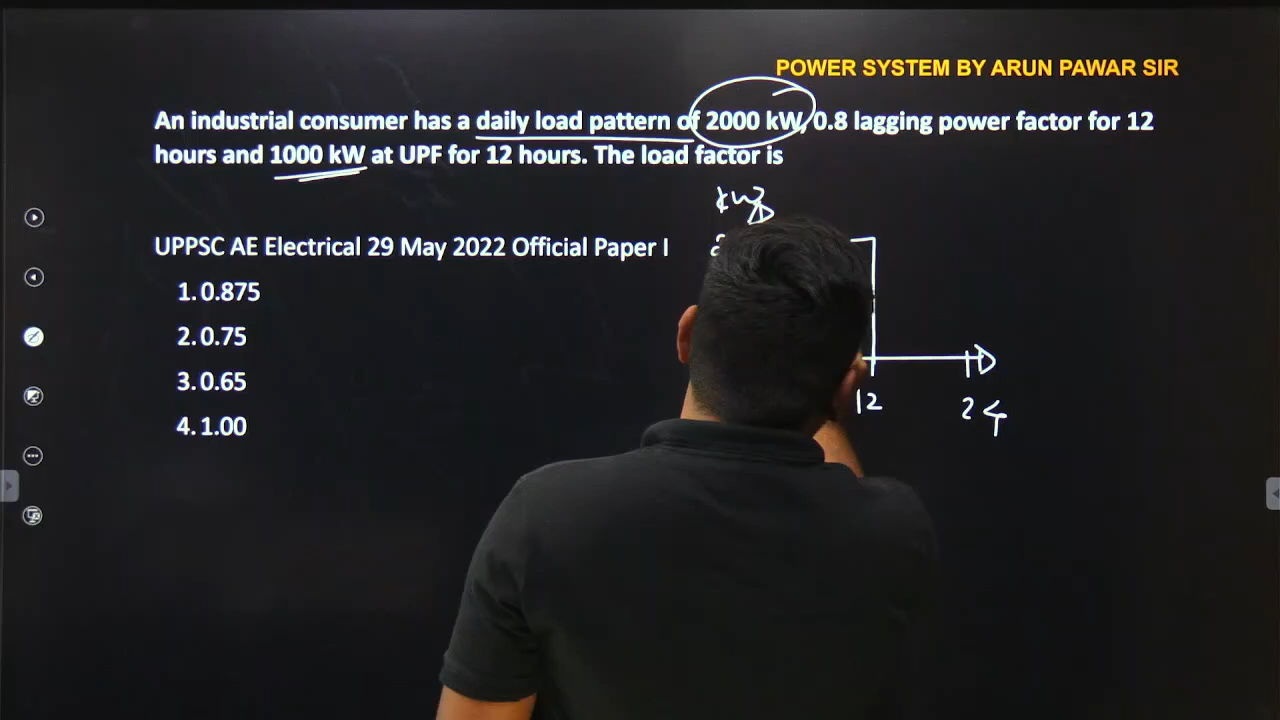 POWER SYSTEM BY ARUN PAWAR SIR
An industrial consumer has a daily load pattern of 2000 kW, 0.8 lagging power factor for 12
hours and 1000 kW at UPF for 12 hours. The load factor is
kW
UPPSC AE Electrical 29 May 2022 Official Paper I
1. 0.875
2. 0.75
3. 0.65
4. 1.00
12
24